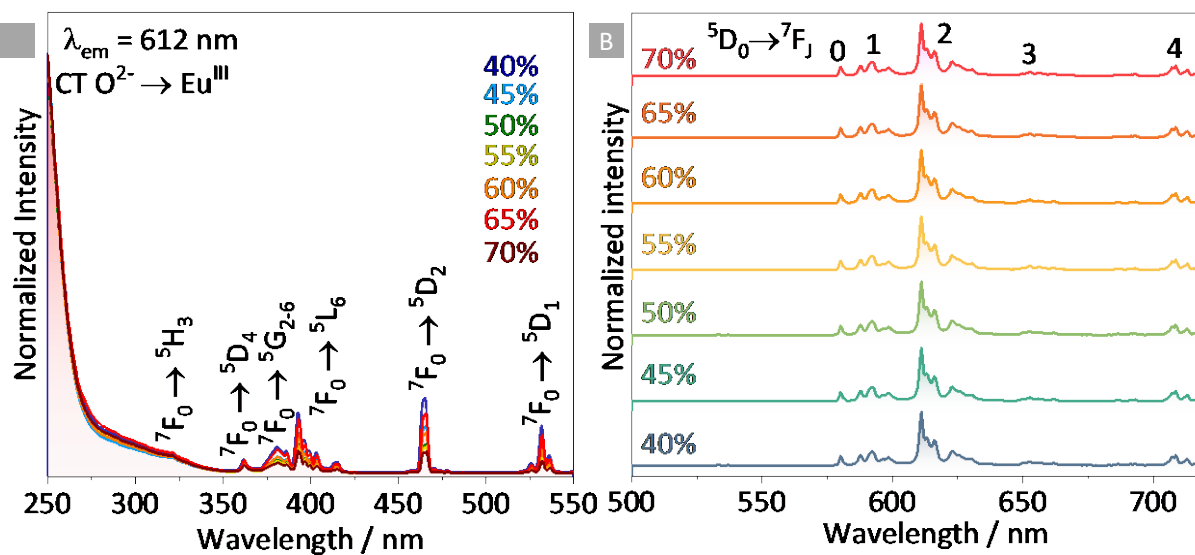 λem = 612 nm
CT O²⁻ → Euᴵᴵᴵ
40%
45%
50%
55%
60%
65%
70%
⁷F₀ → ⁵H₃
⁷F₀ → ⁵D₄
⁷F₀ → ⁵G₂₋₆
⁷F₀ → ⁵L₆
⁷F₀ → ⁵D₂
⁷F₀ → ⁵D₁
Normalized Intensity
250 300 350 400 450 500 550
Wavelength / nm
B
⁵D₀→⁷FJ
0 1 2 3 4
70%
65%
60%
55%
50%
45%
40%
Normalized intensity
500 550 600 650 700
Wavelength / nm